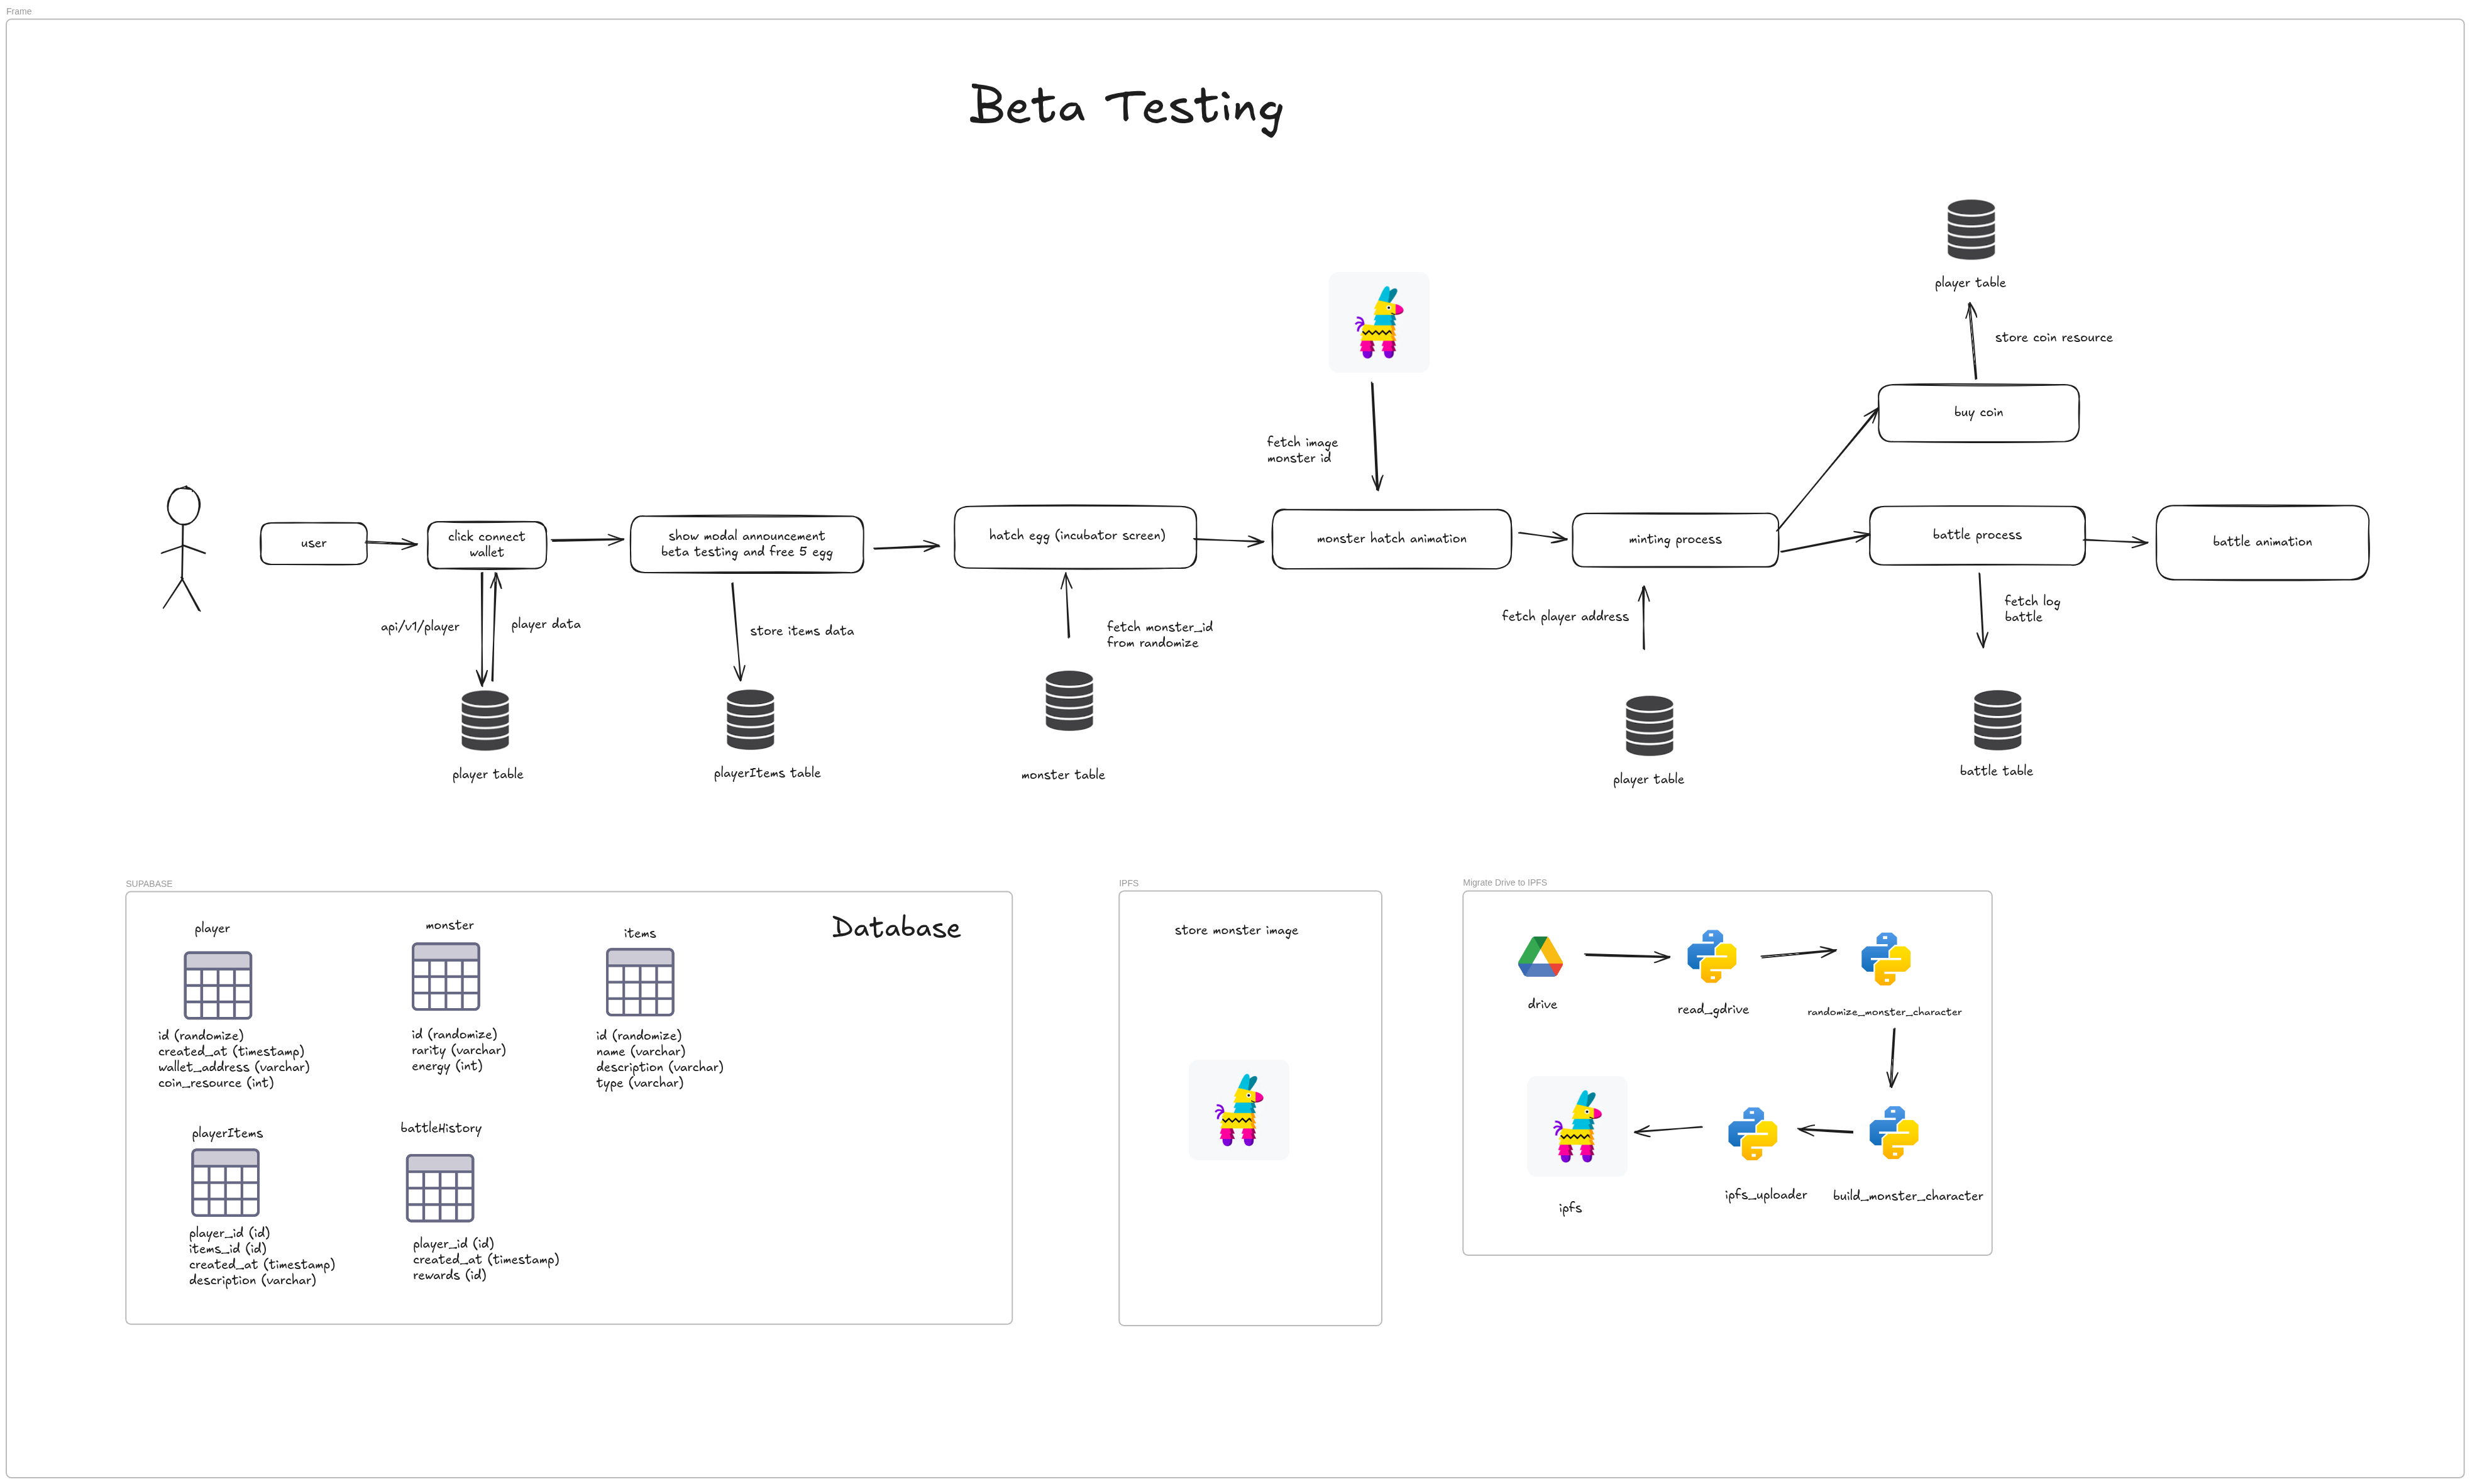 Frame
Beta Testing
player table
store coin resource
buy coin
fetch image
monster id
user
click connect
wallet
show modal announcement
beta testing and free 5 egg
hatch egg (incubator screen)
monster hatch animation
minting process
battle process
battle animation
api/v1/player
player data
store items data
fetch monster_id
from randomize
fetch player address
fetch log
battle
player table
playerItems table
monster table
player table
battle table
SUPABASE
Database
player
id (randomize)
created_at (timestamp)
wallet_address (varchar)
coin_resource (int)
monster
id (randomize)
rarity (varchar)
energy (int)
items
id (randomize)
name (varchar)
description (varchar)
type (varchar)
playerItems
player_id (id)
items_id (id)
created_at (timestamp)
description (varchar)
battleHistory
player_id (id)
created_at (timestamp)
rewards (id)
IPFS
store monster image
Migrate Drive to IPFS
drive
read_gdrive
randomize_monster_character
ipfs
ipfs_uploader
build_monster_character